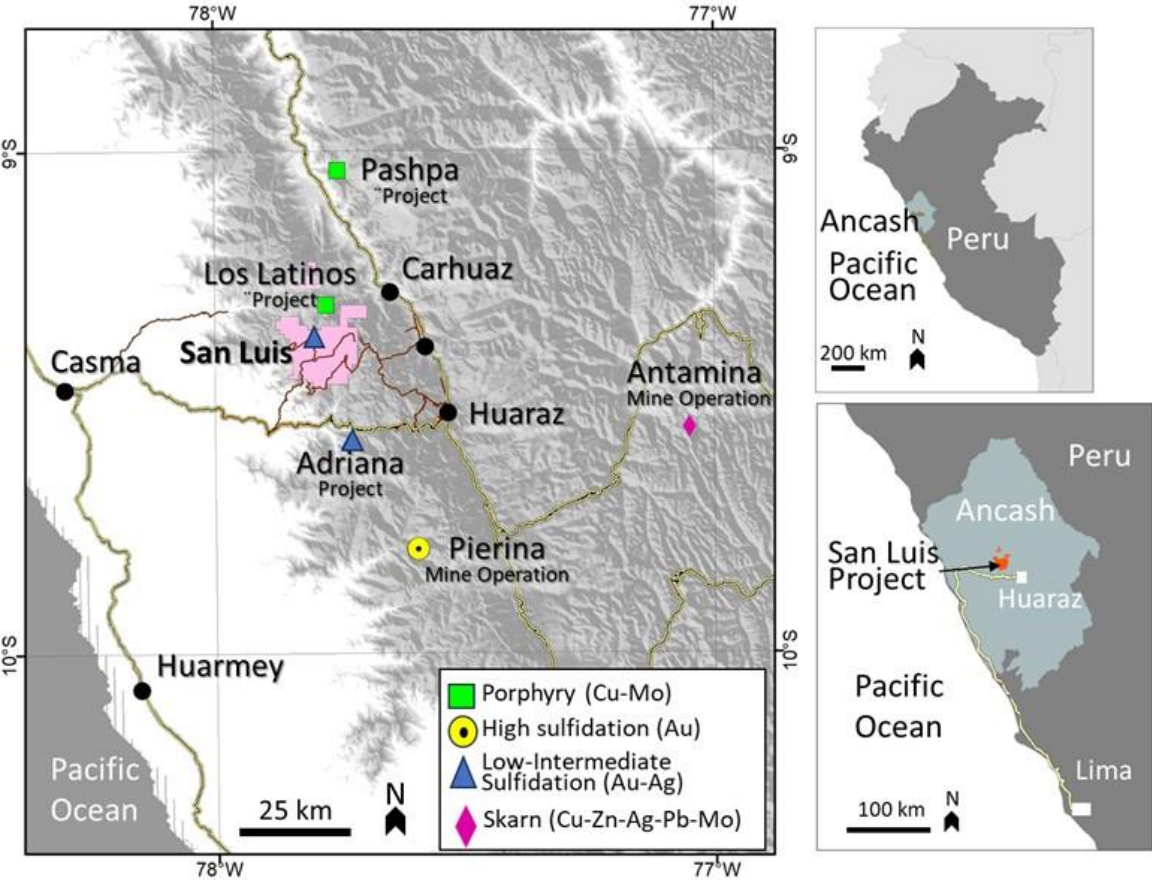 78°W
77°W
9°S
9°S
Pashpa
¨Project
Carhuaz
Los Latinos
¨Project
San Luis
Casma
Antamina
Mine Operation
Huaraz
Adriana
Project
Pierina
Mine Operation
10°S
10°S
Huarmey
Pacific
Ocean
25 km
N
Porphyry (Cu-Mo)
High sulfidation (Au)
Low-Intermediate
Sulfidation (Au-Ag)
Skarn (Cu-Zn-Ag-Pb-Mo)
78°W
77°W
Ancash
Peru
Pacific
Ocean
200 km
N
Peru
Ancash
San Luis
Project
Huaraz
Pacific
Ocean
Lima
100 km
N